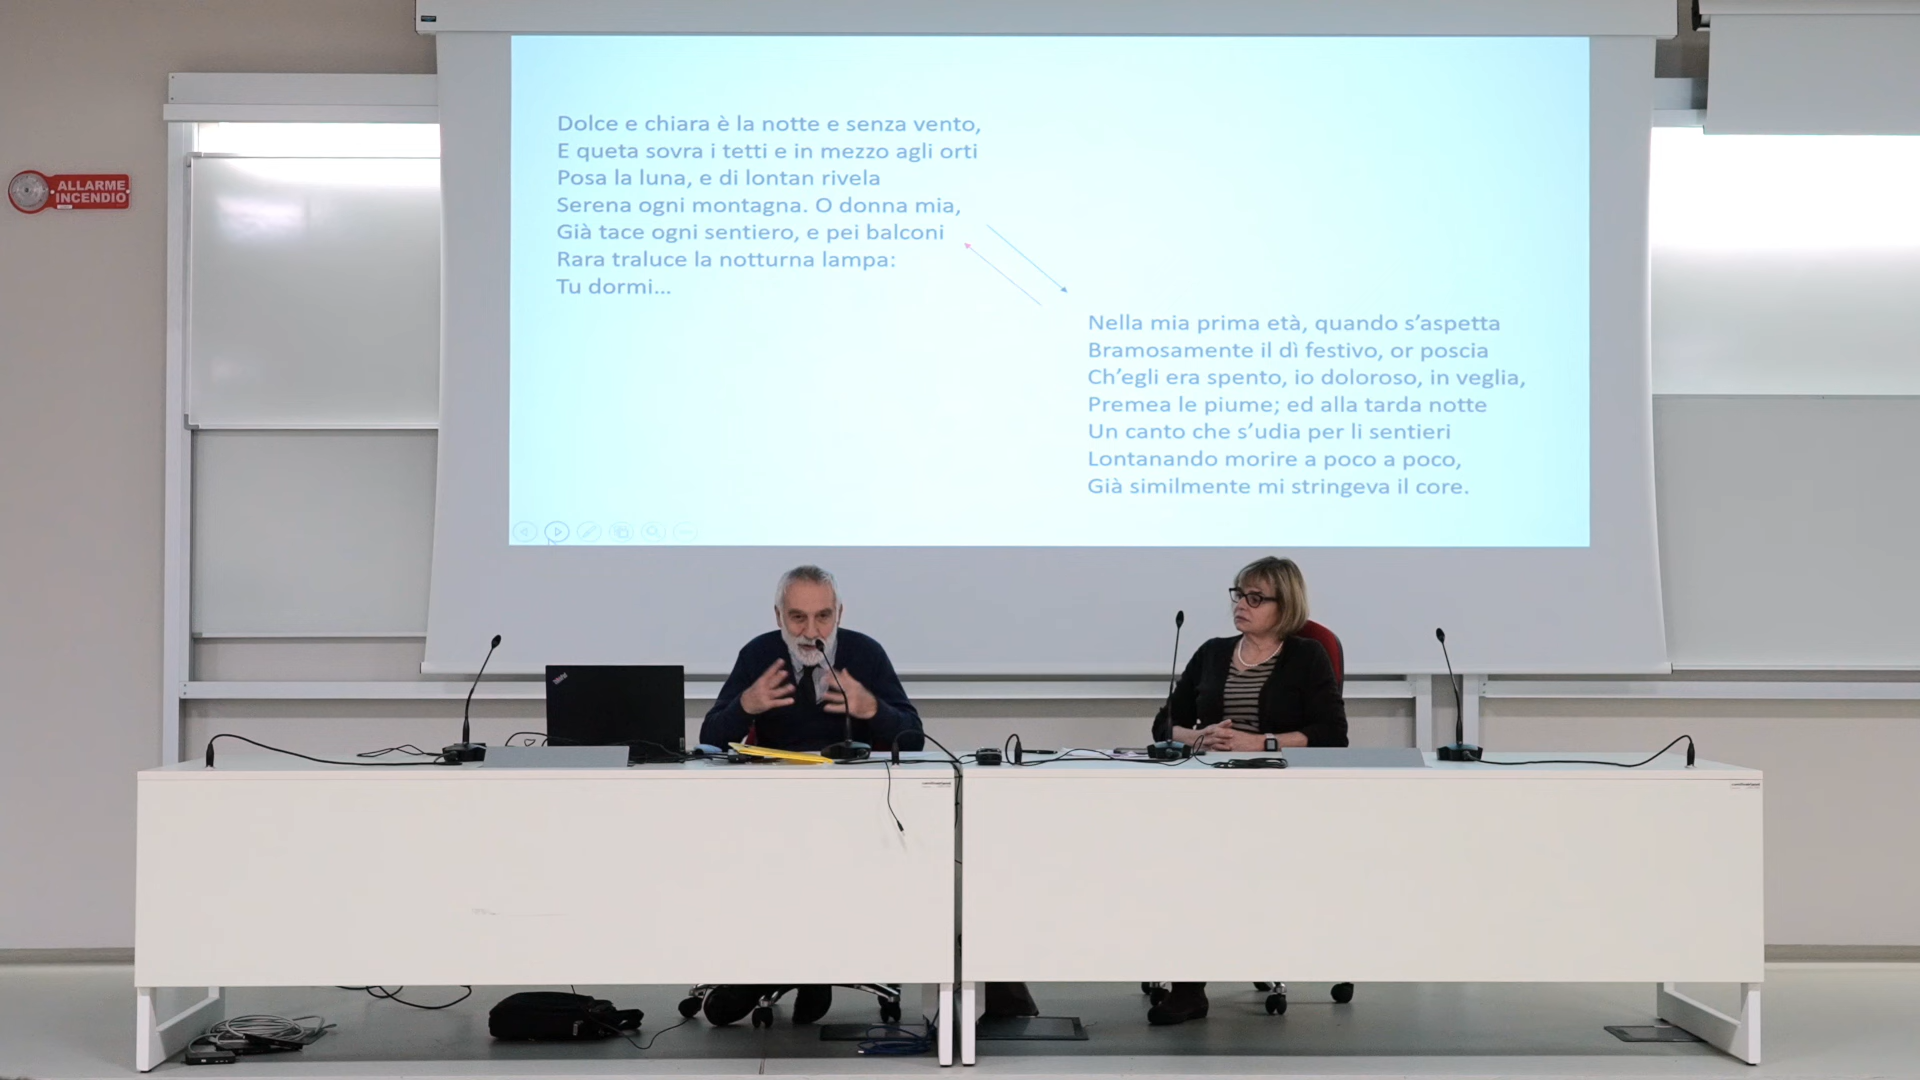 Dolce e chiara è la notte e senza vento,
E queta sovra i tetti e in mezzo agli orti
Posa la luna, e di lontan rivela
Serena ogni montagna. O donna mia,
Già tace ogni sentiero, e pei balconi
Rara traluce la notturna lampa:
Tu dormi...
Nella mia prima età, quando s’aspetta
Bramosamente il dì festivo, or poscia
Ch’egli era spento, io doloroso, in veglia,
Premea le piume; ed alla tarda notte
Un canto che s’udia per li sentieri
Lontanando morire a poco a poco,
Già similmente mi stringeva il core.
ALLARME
INCENDIO